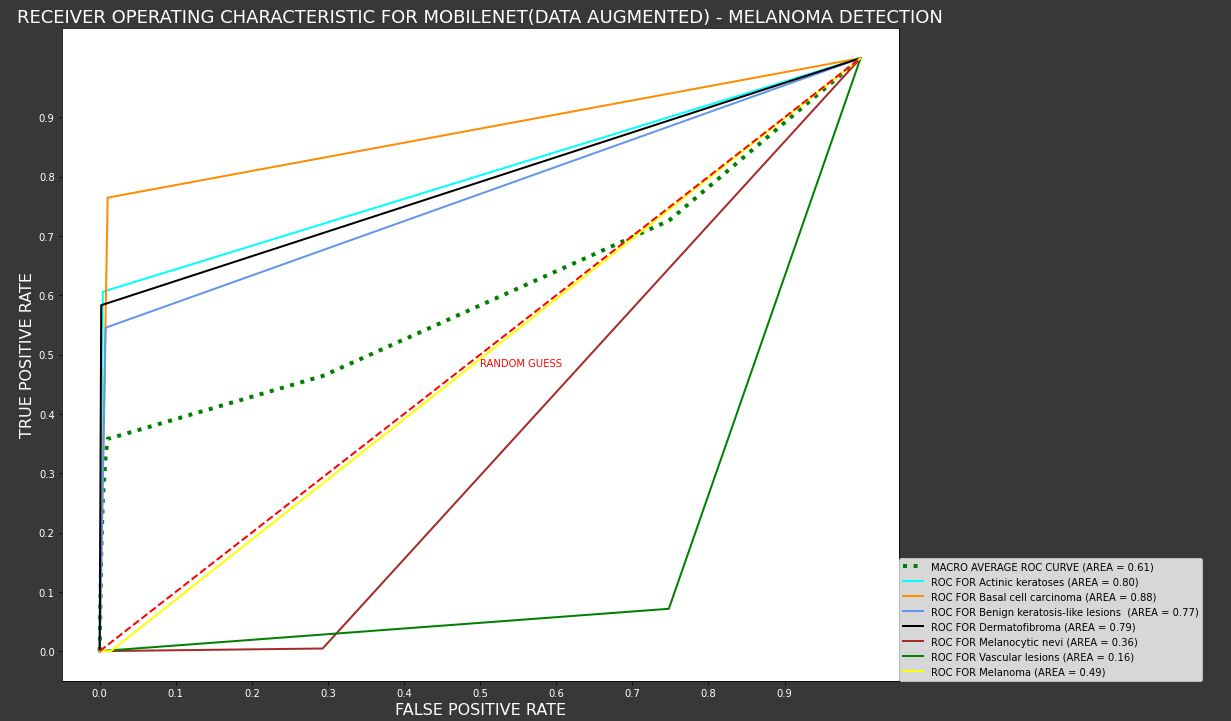 RECEIVER OPERATING CHARACTERISTIC FOR MOBILENET(DATA AUGMENTED) - MELANOMA DETECTION
TRUE POSITIVE RATE
0.9
0.8
0.7
0.6
0.5
0.4
0.3
0.2
0.1
0.0
RANDOM GUESS
0.0 0.1 0.2 0.3 0.4 0.5 0.6 0.7 0.8 0.9
FALSE POSITIVE RATE
MACRO AVERAGE ROC CURVE (AREA = 0.61)
ROC FOR Actinic keratoses (AREA = 0.80)
ROC FOR Basal cell carcinoma (AREA = 0.88)
ROC FOR Benign keratosis-like lesions (AREA = 0.77)
ROC FOR Dermatofibroma (AREA = 0.79)
ROC FOR Melanocytic nevi (AREA = 0.36)
ROC FOR Vascular lesions (AREA = 0.16)
ROC FOR Melanoma (AREA = 0.49)